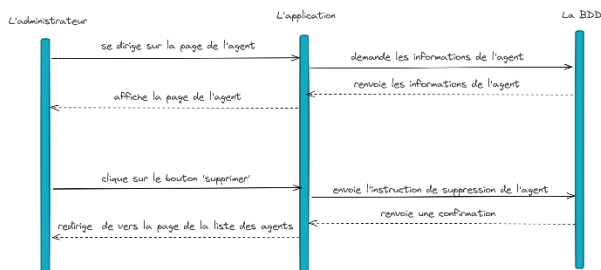 L'administrateur
L'application
La BDD
se dirige sur la page de l'agent
demande les informations de l'agent
renvoie les informations de l'agent
affiche la page de l'agent
clique sur le bouton 'supprimer'
envoie l'instruction de suppression de l'agent
renvoie une confirmation
redirige de vers la page de la liste des agents